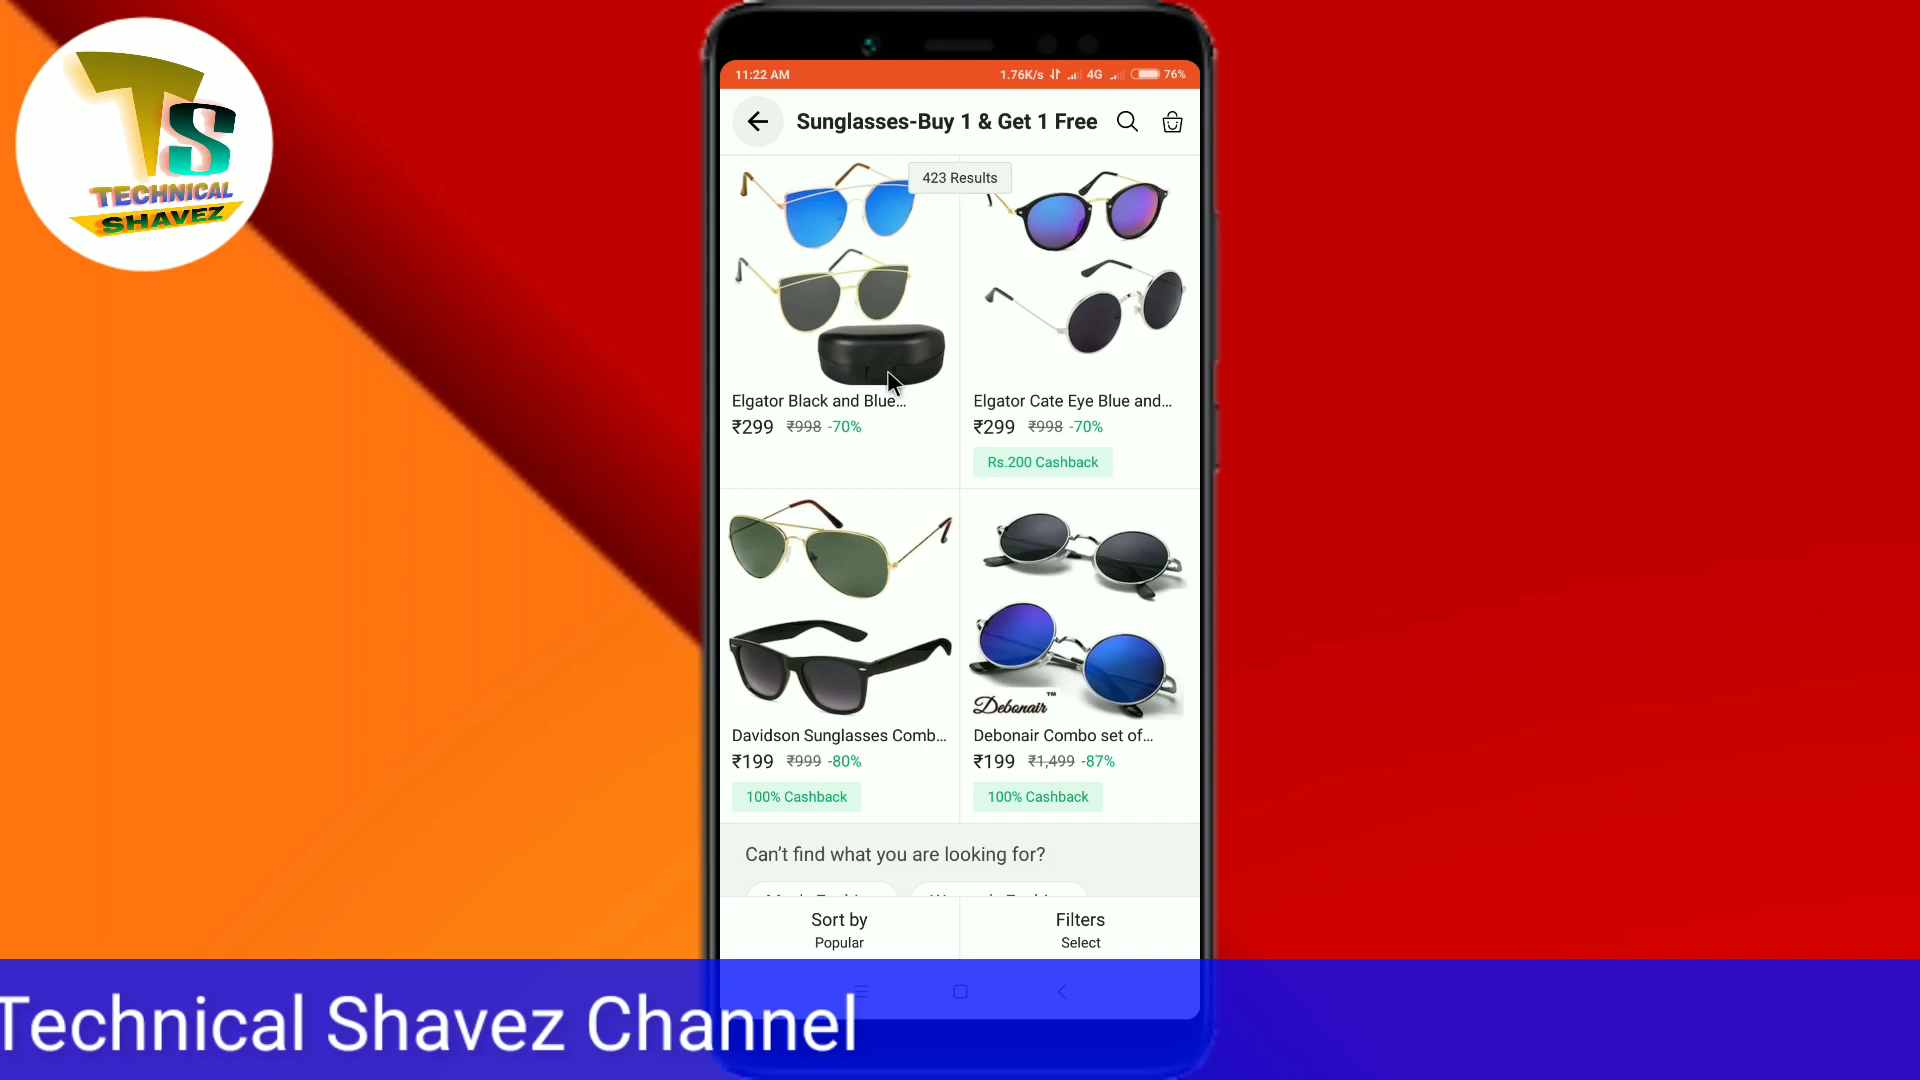 TS
TECHNICAL
SHAVEZ
11:22 AM
1.76K/s 4G 76%
Sunglasses-Buy 1 & Get 1 Free
423 Results
Elgator Black and Blue...
₹299 ₹998 -70%
Elgator Cate Eye Blue and...
₹299 ₹998 -70%
Rs.200 Cashback
Debonair™
Davidson Sunglasses Comb...
₹199 ₹999 -80%
100% Cashback
Debonair Combo set of...
₹199 ₹1,499 -87%
100% Cashback
Can’t find what you are looking for?
Sort by
Popular
Filters
Select
Technical Shavez Channel